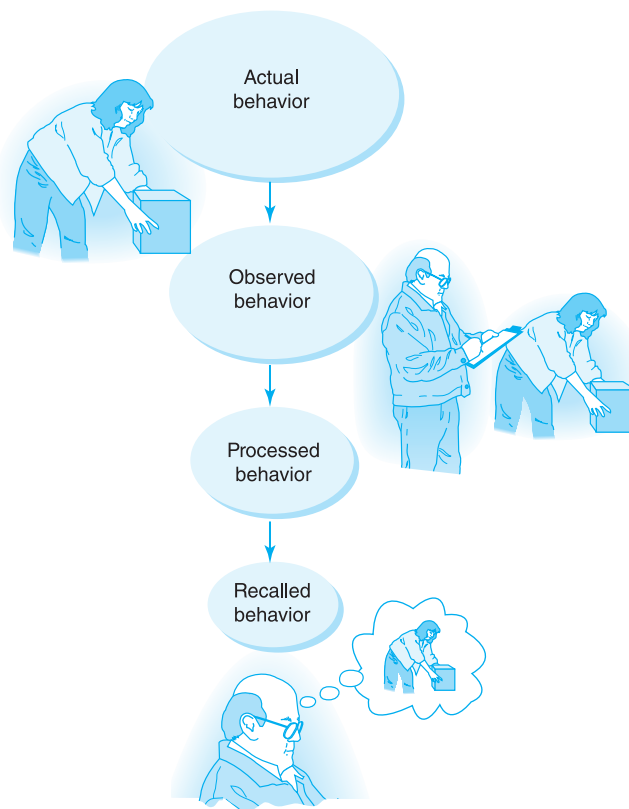 Actual
behavior
Observed
behavior
Processed
behavior
Recalled
behavior